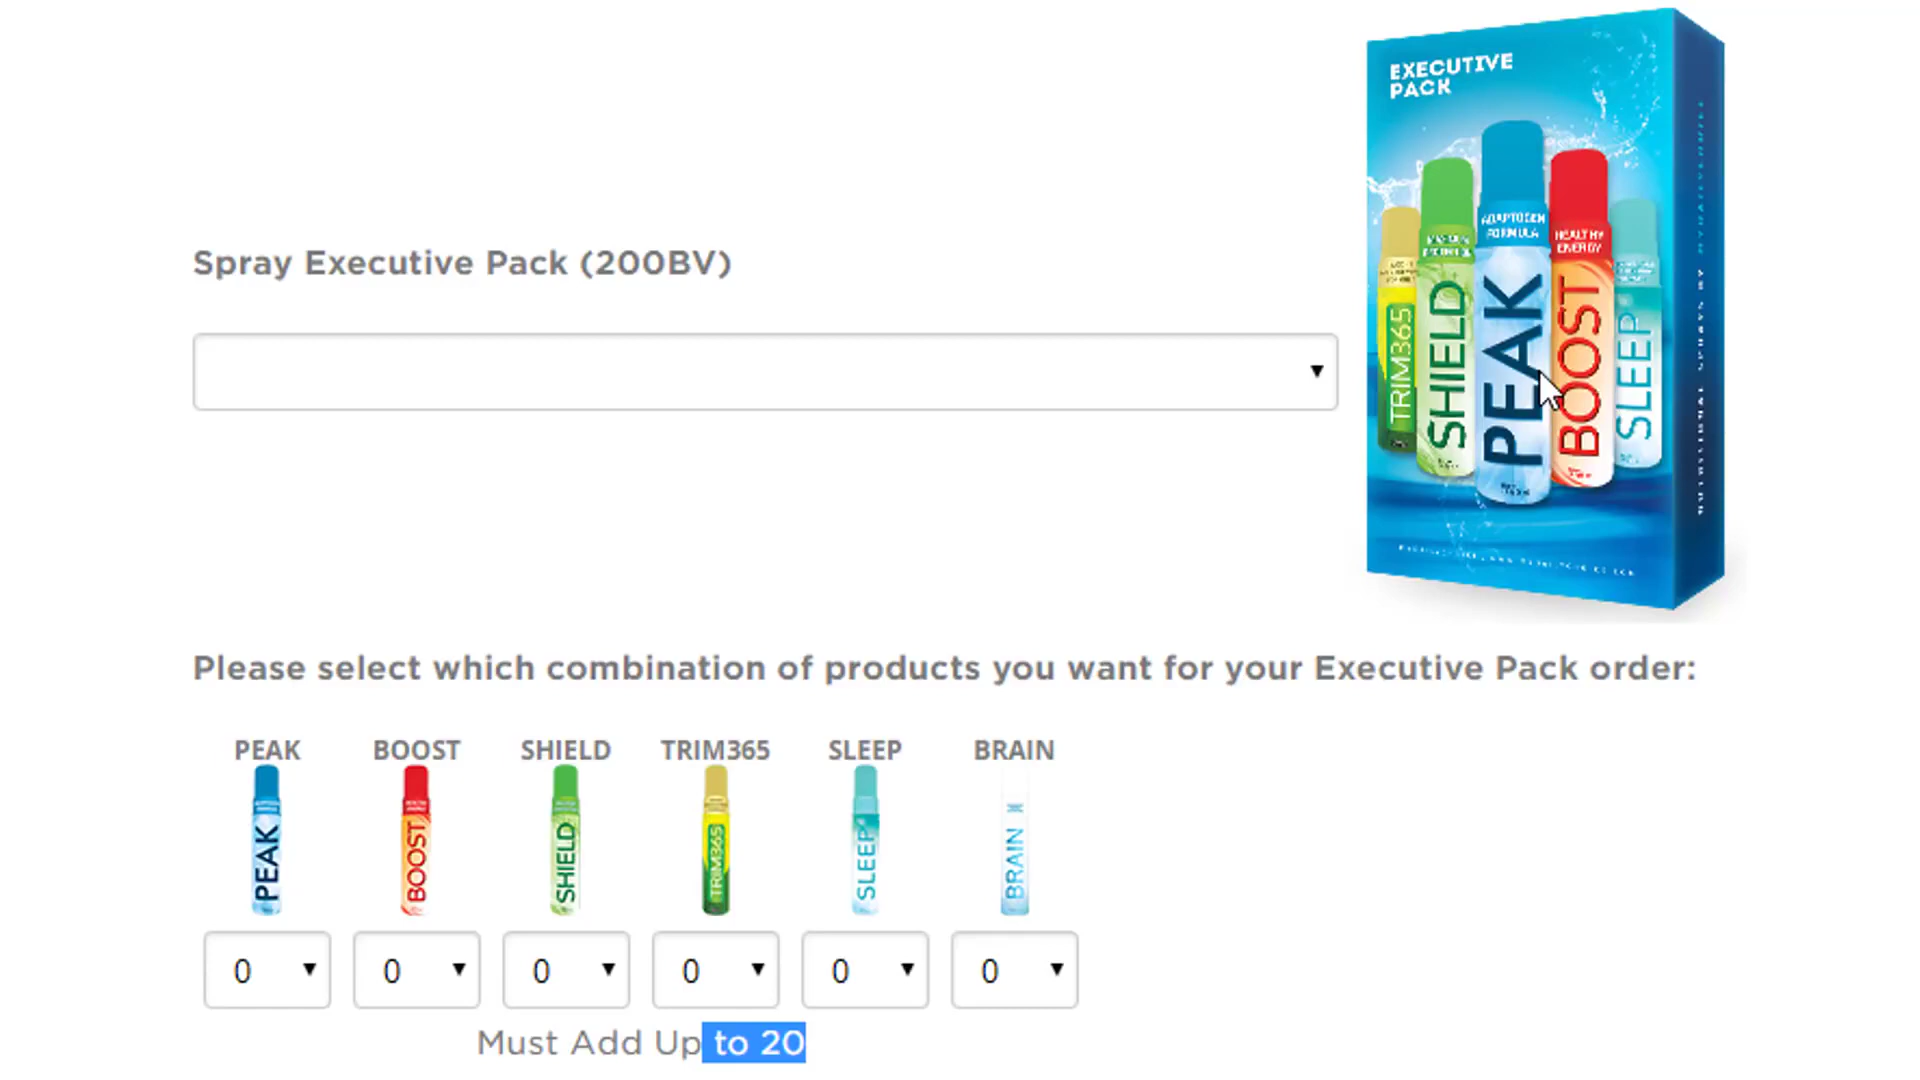 EXECUTIVE
PACK
ADAPTOGEN
FORMULA
HEALTHY
ENERGY
TRIM365
SHIELD
PEAK
BOOST
SLEEP
Spray Executive Pack (200BV)
Please select which combination of products you want for your Executive Pack order:
PEAK BOOST SHIELD TRIM365 SLEEP BRAIN
PEAK BOOST SHIELD TRIM365 SLEEP BRAIN
0 0 0 0 0 0
Must Add Up to 20